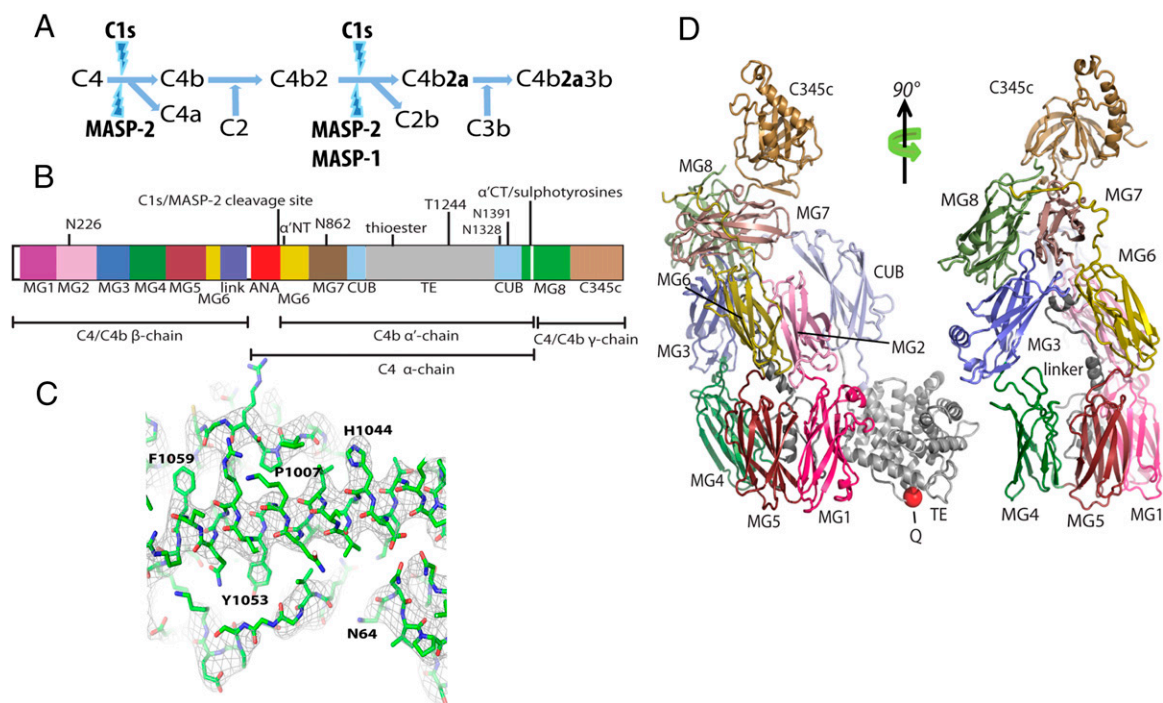 A
C1s
C1s
C4
C4b
C4b2
C4b2a
C4b2a3b
C4a
C2b
MASP-2
C2
MASP-2
C3b
MASP-1
B
C1s/MASP-2 cleavage site
α'CT/sulphotyrosines
T1244
N226
α'NT
N862
thioester
N1391
N1328
MG1 MG2 MG3 MG4 MG5 MG6 link ANA MG6 MG7 CUB TE CUB MG8 C345c
C4/C4b β-chain
C4b α'-chain
C4/C4b γ-chain
C4 α-chain
C
H1044
F1059
P1007
Y1053
N64
D
C345c
90°
C345c
MG8
MG7
MG8
MG7
MG6
CUB
MG6
MG3
MG2
MG3
linker
MG4
MG5
MG1
TE
Q
MG4
MG5
MG1